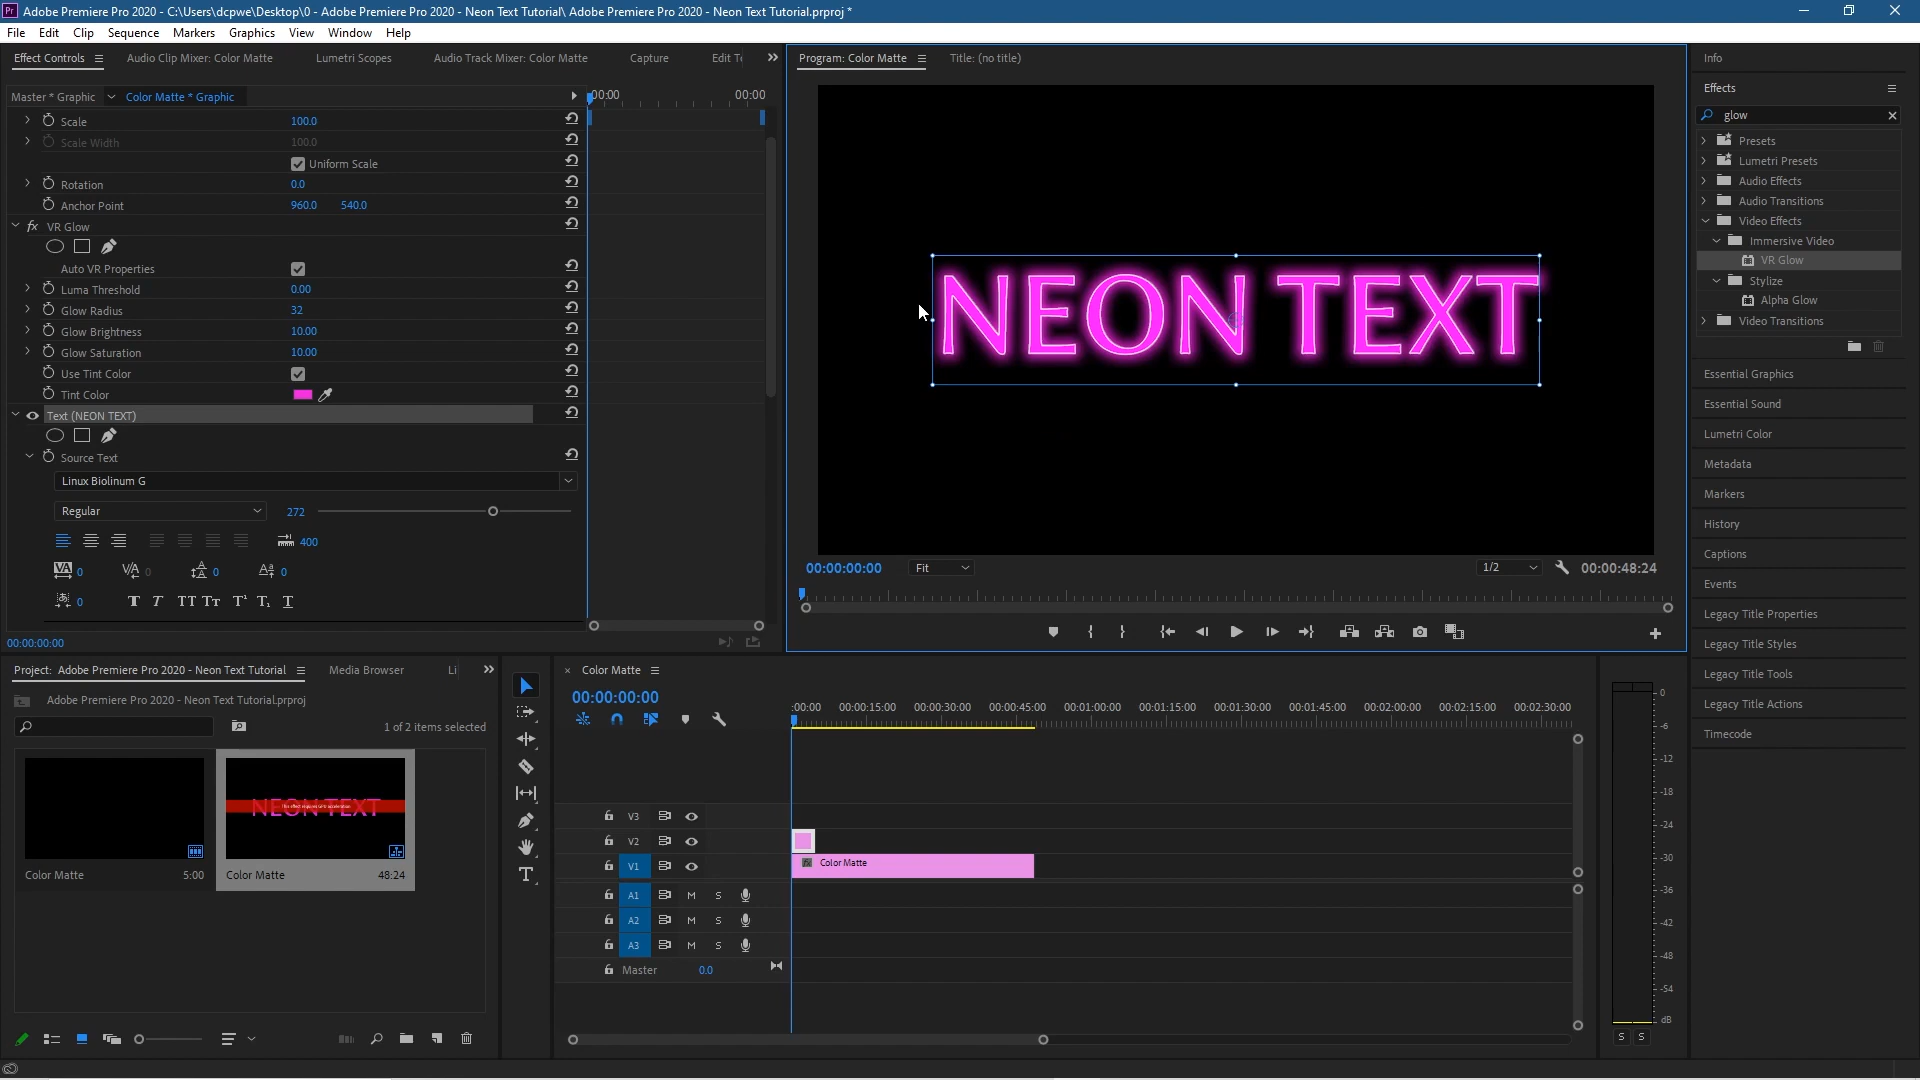 Adobe Premiere Pro 2020 - C:\Users\dcpwe\Desktop\0 - Adobe Premiere Pro 2020 - Neon Text Tutorial\ Adobe Premiere Pro 2020 - Neon Text Tutorial.prproj *
File Edit Clip Sequence Markers Graphics View Window Help
Effect Controls Audio Clip Mixer: Color Matte Lumetri Scopes Audio Track Mixer: Color Matte Capture
Master * Graphic Color Matte * Graphic
:00:00 00:00
Scale 100.0
Scale Width 100.0
Uniform Scale
Rotation 0.0
Anchor Point 960.0 540.0
fx VR Glow
Auto VR Properties
Luma Threshold 0.00
Glow Radius 32
Glow Brightness 10.00
Glow Saturation 10.00
Use Tint Color
Tint Color
Text (NEON TEXT)
Source Text
Linux Biolinum G
Regular 272
400
0 0 0 0
0
00:00:00:00
Program: Color Matte Title: (no title)
NEON TEXT
00:00:00:00 Fit 1/2 00:00:48:24
Info
Effects
glow
Presets
Lumetri Presets
Audio Effects
Audio Transitions
Video Effects
Immersive Video
VR Glow
Stylize
Alpha Glow
Video Transitions
Essential Graphics
Essential Sound
Lumetri Color
Metadata
Markers
History
Captions
Events
Legacy Title Properties
Legacy Title Styles
Legacy Title Tools
Legacy Title Actions
Timecode
Project: Adobe Premiere Pro 2020 - Neon Text Tutorial Media Browser
Adobe Premiere Pro 2020 - Neon Text Tutorial.prproj
1 of 2 items selected
NEON TEXT
Color Matte 5:00
Color Matte 48:24
Color Matte
00:00:00:00
:00:00 00:00:15:00 00:00:30:00 00:00:45:00 00:01:00:00 00:01:15:00 00:01:30:00 00:01:45:00 00:02:00:00 00:02:15:00 00:02:30:00
V3
V2
V1 fx Color Matte
A1 M S
A2 M S
A3 M S
Master 0.0
0
-6
-12
-18
-24
-30
-36
-42
-48
-54
dB
S S